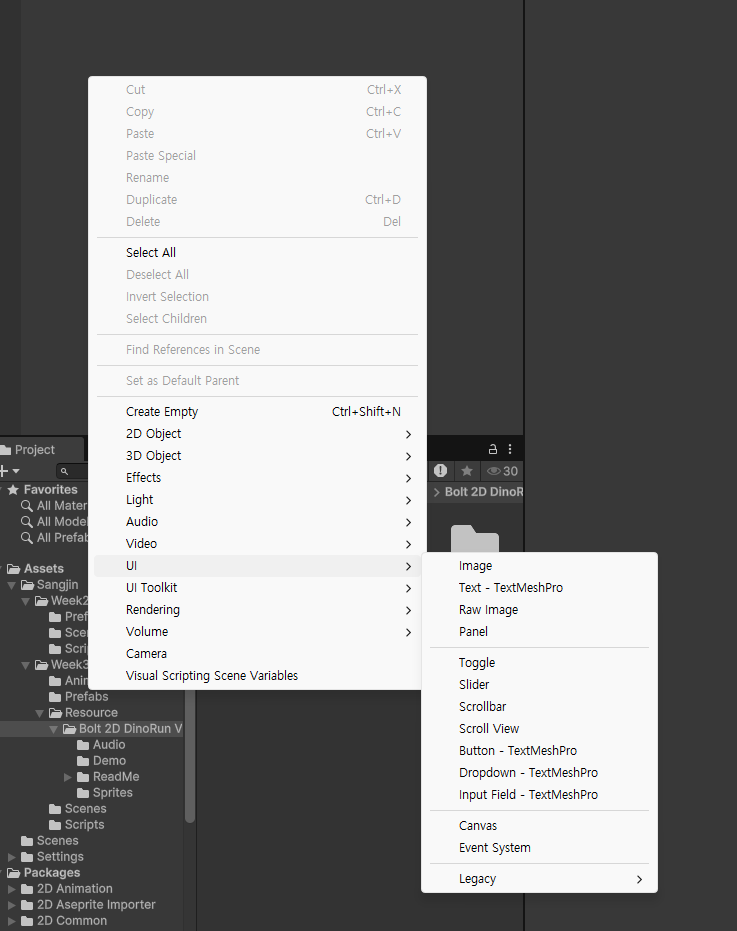 Cut Ctrl+X
Copy Ctrl+C
Paste Ctrl+V
Paste Special
Rename
Duplicate Ctrl+D
Delete Del
Select All
Deselect All
Invert Selection
Select Children
Find References in Scene
Set as Default Parent
Create Empty Ctrl+Shift+N
2D Object
3D Object
Effects
Light
Audio
Video
UI
UI Toolkit
Rendering
Volume
Camera
Visual Scripting Scene Variables
Image
Text - TextMeshPro
Raw Image
Panel
Toggle
Slider
Scrollbar
Scroll View
Button - TextMeshPro
Dropdown - TextMeshPro
Input Field - TextMeshPro
Canvas
Event System
Legacy
Project
30
Bolt 2D DinoR
Favorites
All Mater
All Mode
All Prefab
Assets
Sangjin
Week2
Pref
Sce
Scri
Week3
Anin
Prefabs
Resource
Bolt 2D DinoRun V
Audio
Demo
ReadMe
Sprites
Scenes
Scripts
Scenes
Settings
Packages
2D Animation
2D Aseprite Importer
2D Common